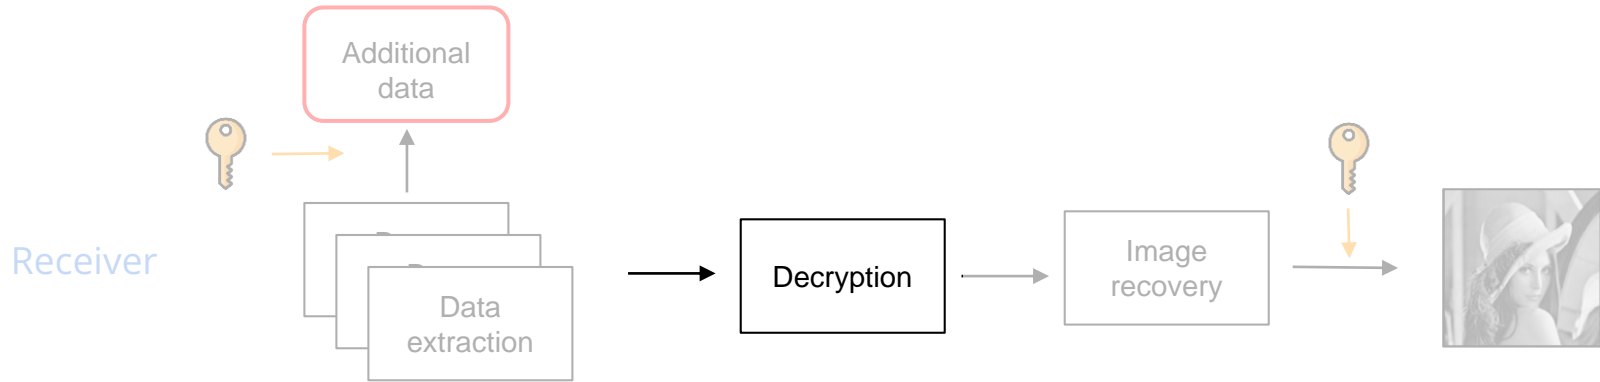 Additional
data
Receiver
Data
extraction
Decryption
Image
recovery